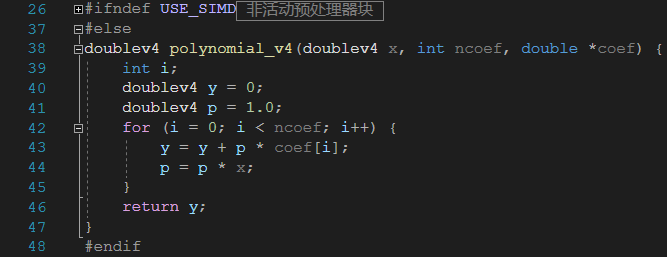 26 #ifndef USE_SIMD 非活动预处理器块
37 #else
38 doublev4 polynomial_v4(doublev4 x, int ncoef, double *coef) {
39 int i;
40 doublev4 y = 0;
41 doublev4 p = 1.0;
42 for (i = 0; i < ncoef; i++) {
43 y = y + p * coef[i];
44 p = p * x;
45 }
46 return y;
47 }
48 #endif